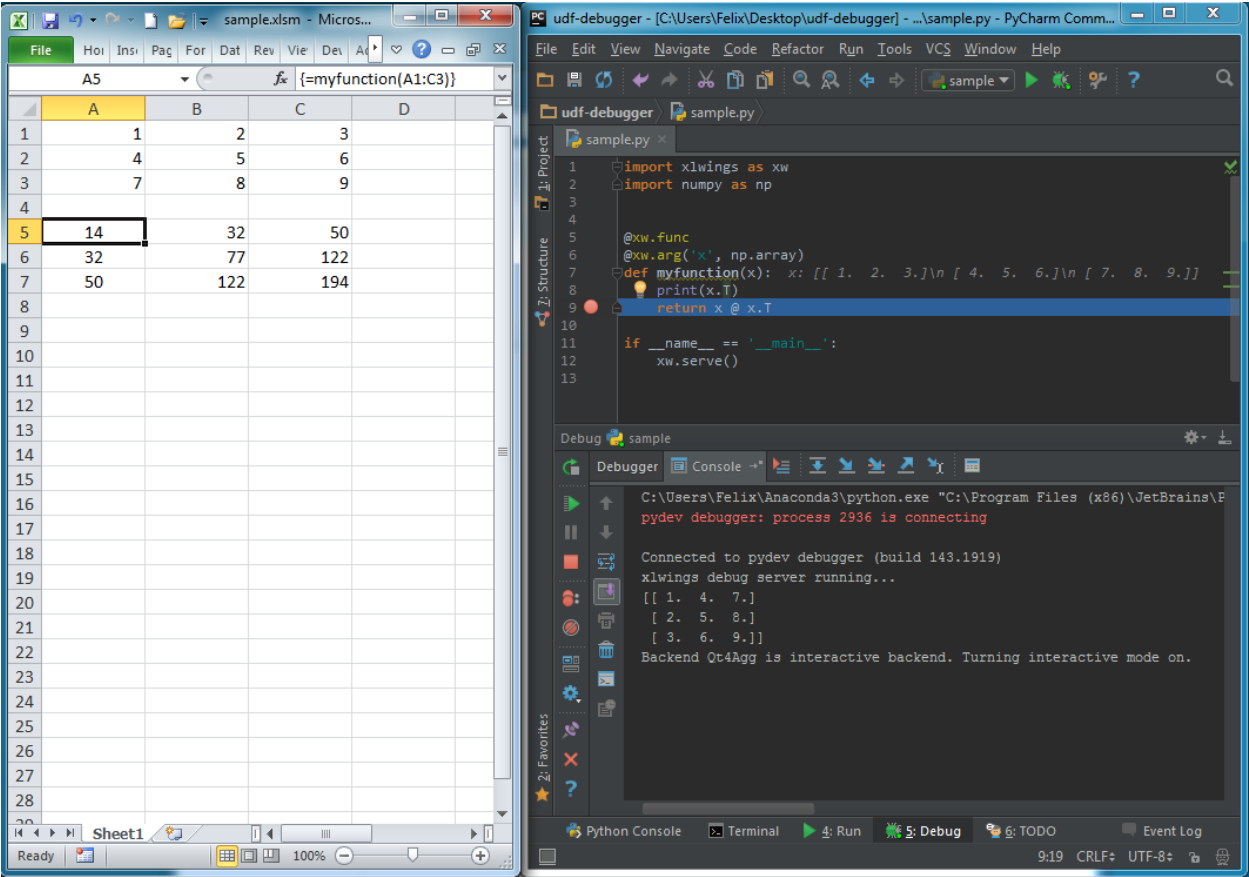 sample.xlsm - Micros...
File Hor Ins Pag For Dat Rev Vie Dev Ac
A5 fx {=myfunction(A1:C3)}
A B C D
1 1 2 3
2 4 5 6
3 7 8 9
4
5 14 32 50
6 32 77 122
7 50 122 194
8
9
10
11
12
13
14
15
16
17
18
19
20
21
22
23
24
25
26
27
28
29
Sheet1
Ready 100%
PC udf-debugger - [C:\Users\Felix\Desktop\udf-debugger] - ...\sample.py - PyCharm Comm...
File Edit View Navigate Code Refactor Run Tools VCS Window Help
sample
udf-debugger sample.py
1: Project
7: Structure
2: Favorites
sample.py
1 import xlwings as xw
2 import numpy as np
3
4
5 @xw.func
6 @xw.arg('x', np.array)
7 def myfunction(x): x: [[ 1. 2. 3.]\n [ 4. 5. 6.]\n [ 7. 8. 9.]]
8 print(x.T)
9 return x @ x.T
10
11 if __name__ == '__main__':
12 xw.serve()
13
Debug sample
Debugger Console
C:\Users\Felix\Anaconda3\python.exe "C:\Program Files (x86)\JetBrains\P
pydev debugger: process 2936 is connecting
Connected to pydev debugger (build 143.1919)
xlwings debug server running...
[[ 1. 4. 7.]
[ 2. 5. 8.]
[ 3. 6. 9.]]
Backend Qt4Agg is interactive backend. Turning interactive mode on.
Python Console Terminal 4: Run 5: Debug 6: TODO Event Log
9:19 CRLF UTF-8